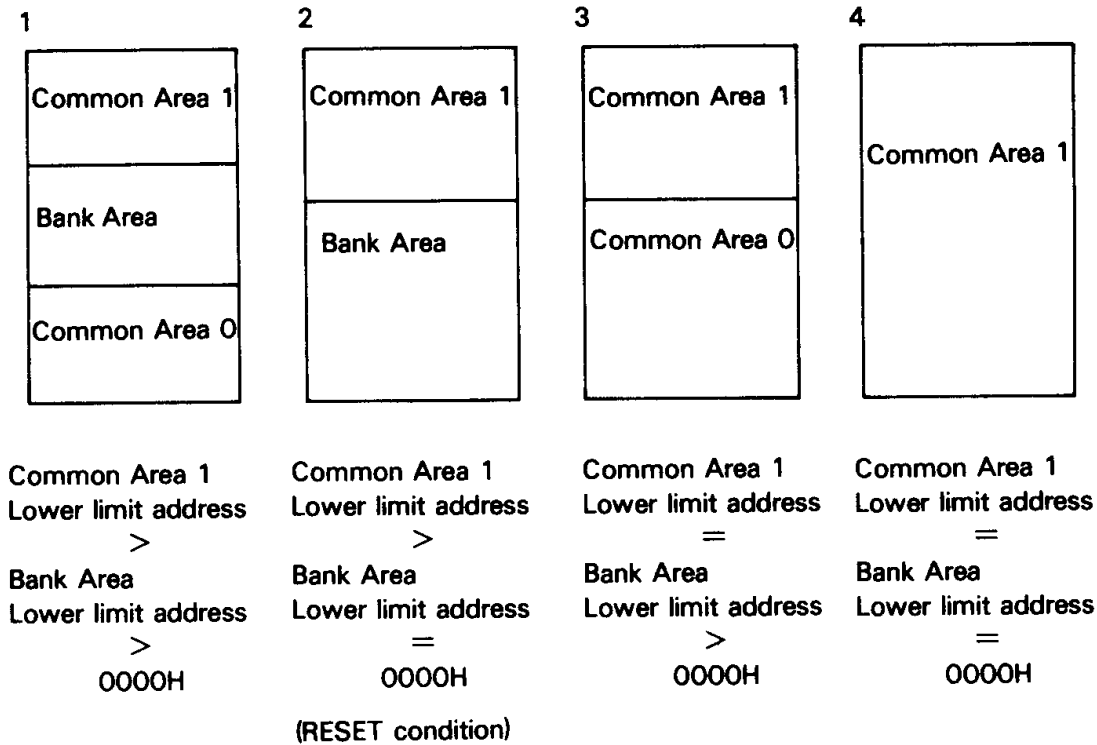 1
Common Area 1
Bank Area
Common Area 0
Common Area 1
Lower limit address
>
Bank Area
Lower limit address
>
0000H
2
Common Area 1
Bank Area
Common Area 1
Lower limit address
>
Bank Area
Lower limit address
=
0000H
(RESET condition)
3
Common Area 1
Common Area 0
Common Area 1
Lower limit address
=
Bank Area
Lower limit address
>
0000H
4
Common Area 1
Common Area 1
Lower limit address
=
Bank Area
Lower limit address
=
0000H